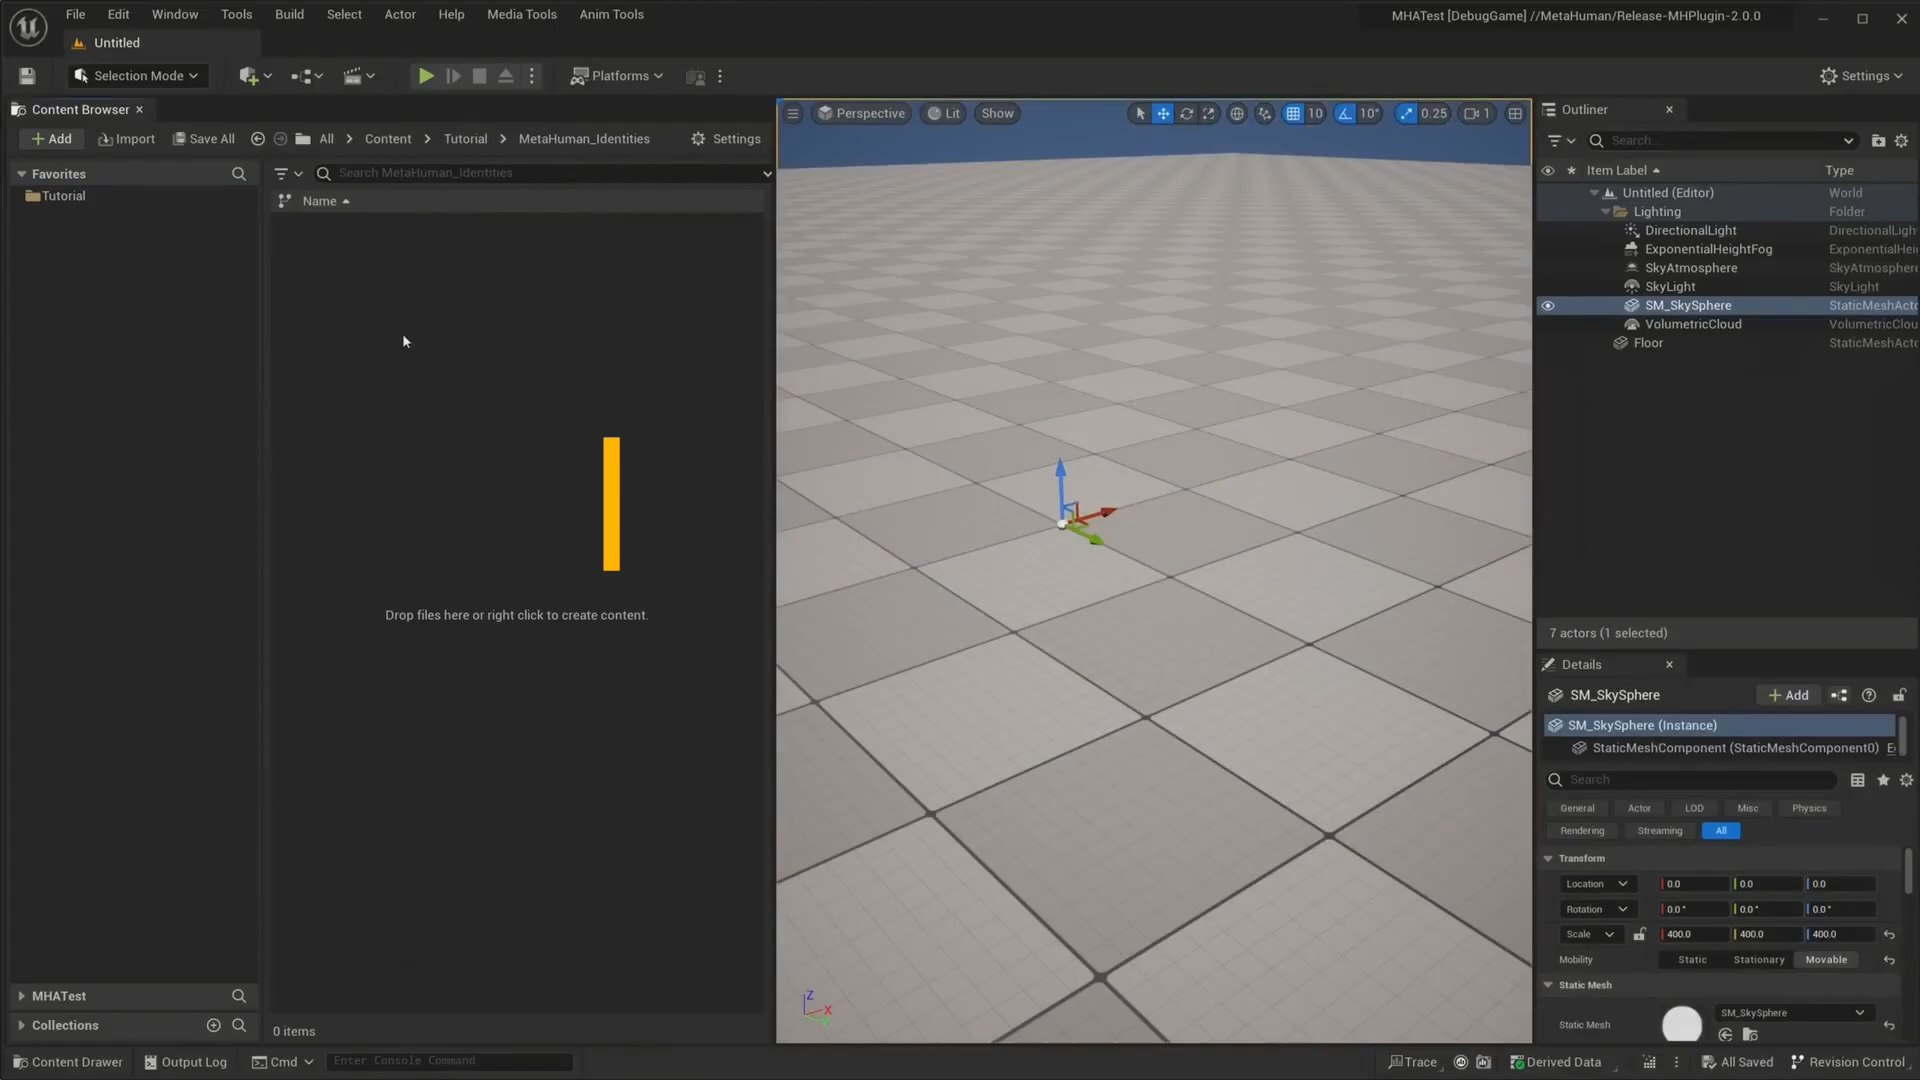 File Edit Window Tools Build Select Actor Help Media Tools Anim Tools
MHATest [DebugGame] //MetaHuman/Release-MHPlugin-2.0.0
Untitled
Selection Mode
Platforms
Settings
Content Browser
Add Import Save All All Content Tutorial MetaHuman_Identities Settings
Favorites
Tutorial
Search MetaHuman_Identities
Name
Drop files here or right click to create content.
MHATest
Collections
0 items
Perspective Lit Show 10 10° 0.25 1
Outliner
Search...
Item Label Type
Untitled (Editor) World
Lighting Folder
DirectionalLight DirectionalLigh
ExponentialHeightFog ExponentialHei
SkyAtmosphere SkyAtmosphere
SkyLight SkyLight
SM_SkySphere StaticMeshActo
VolumetricCloud VolumetricClou
Floor StaticMeshActo
7 actors (1 selected)
Details
SM_SkySphere Add
SM_SkySphere (Instance)
StaticMeshComponent (StaticMeshComponent0) E
Search
General Actor LOD Misc Physics
Rendering Streaming All
Transform
Location 0.0 0.0 0.0
Rotation 0.0° 0.0° 0.0°
Scale 400.0 400.0 400.0
Mobility Static Stationary Movable
Static Mesh
Static Mesh SM_SkySphere
Z
X
Y
Content Drawer Output Log Cmd Enter Console Command Trace Derived Data All Saved Revision Control